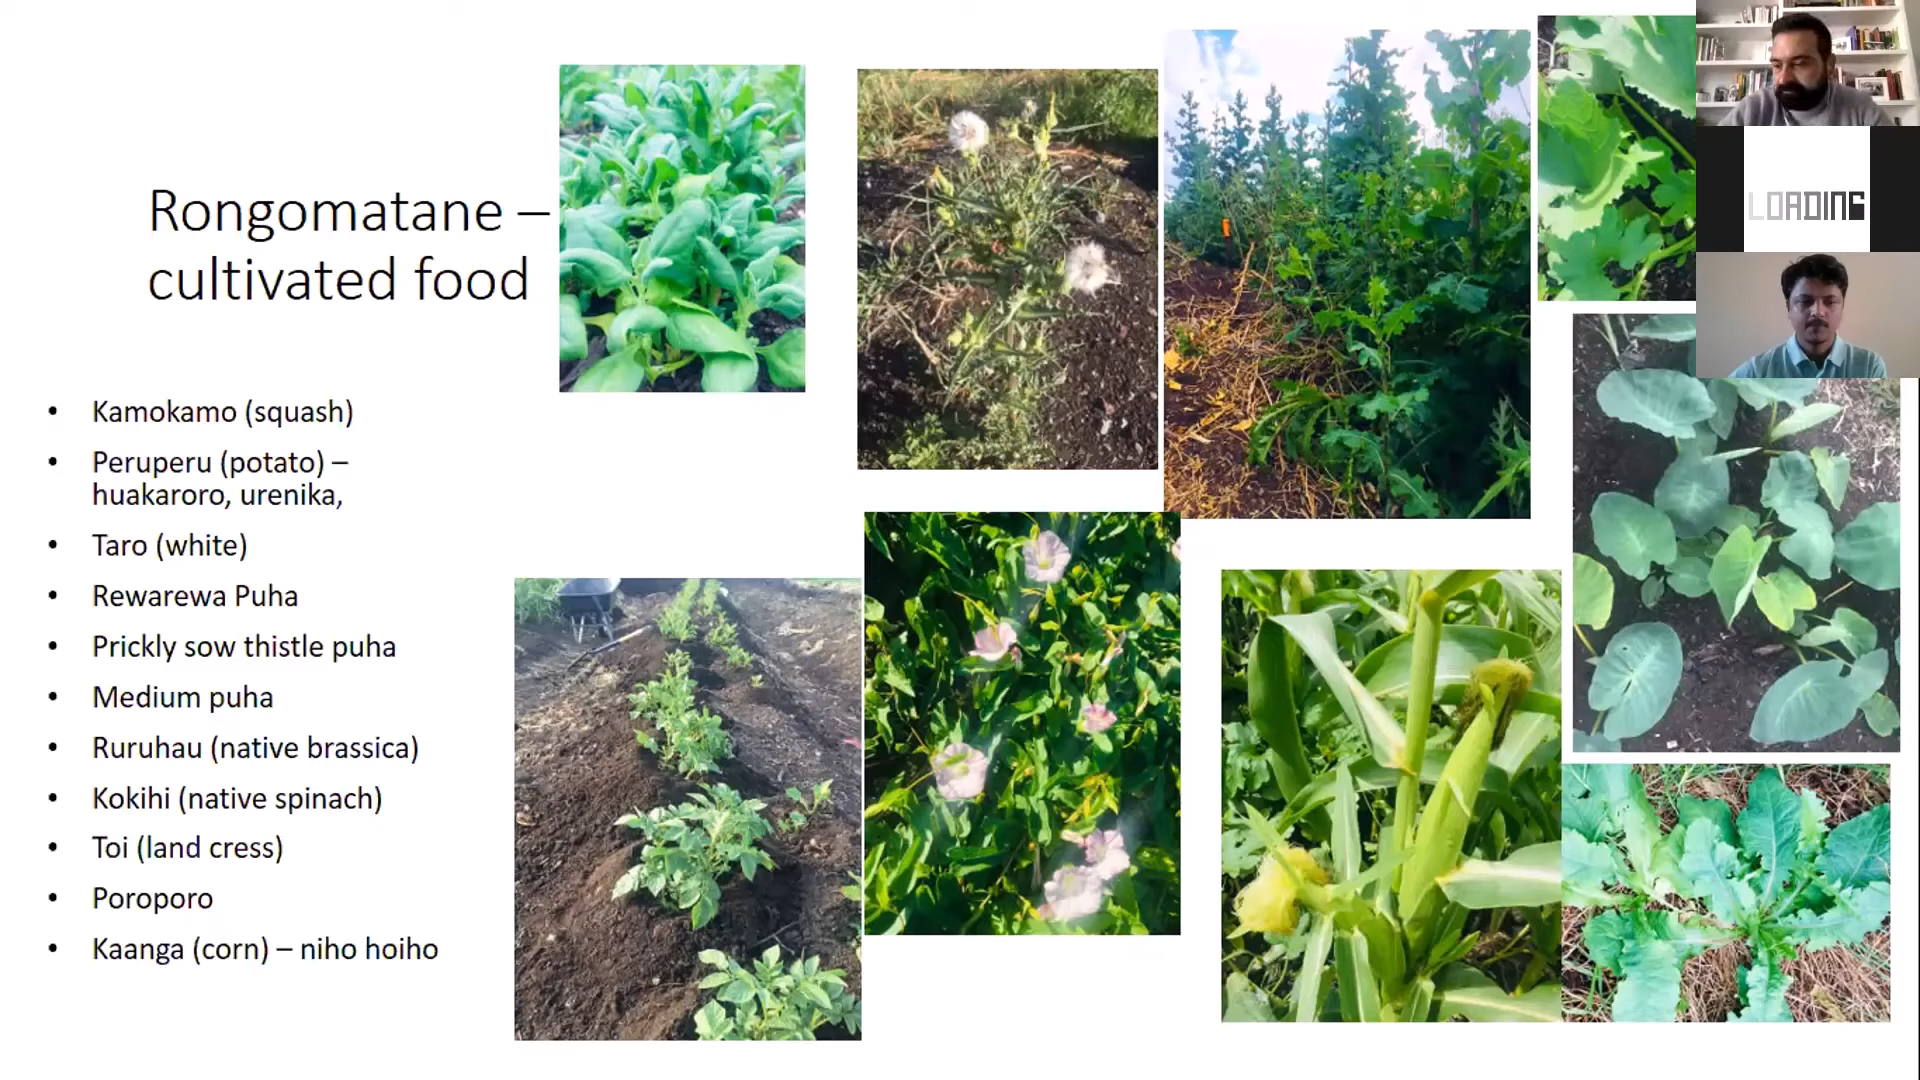 Rongomatane –
cultivated food
• Kamokamo (squash)
• Peruperu (potato) –
huakaroro, urenika,
• Taro (white)
• Rewarewa Puha
• Prickly sow thistle puha
• Medium puha
• Ruruhau (native brassica)
• Kokihi (native spinach)
• Toi (land cress)
• Poroporo
• Kaanga (corn) – niho hoiho
LOADING